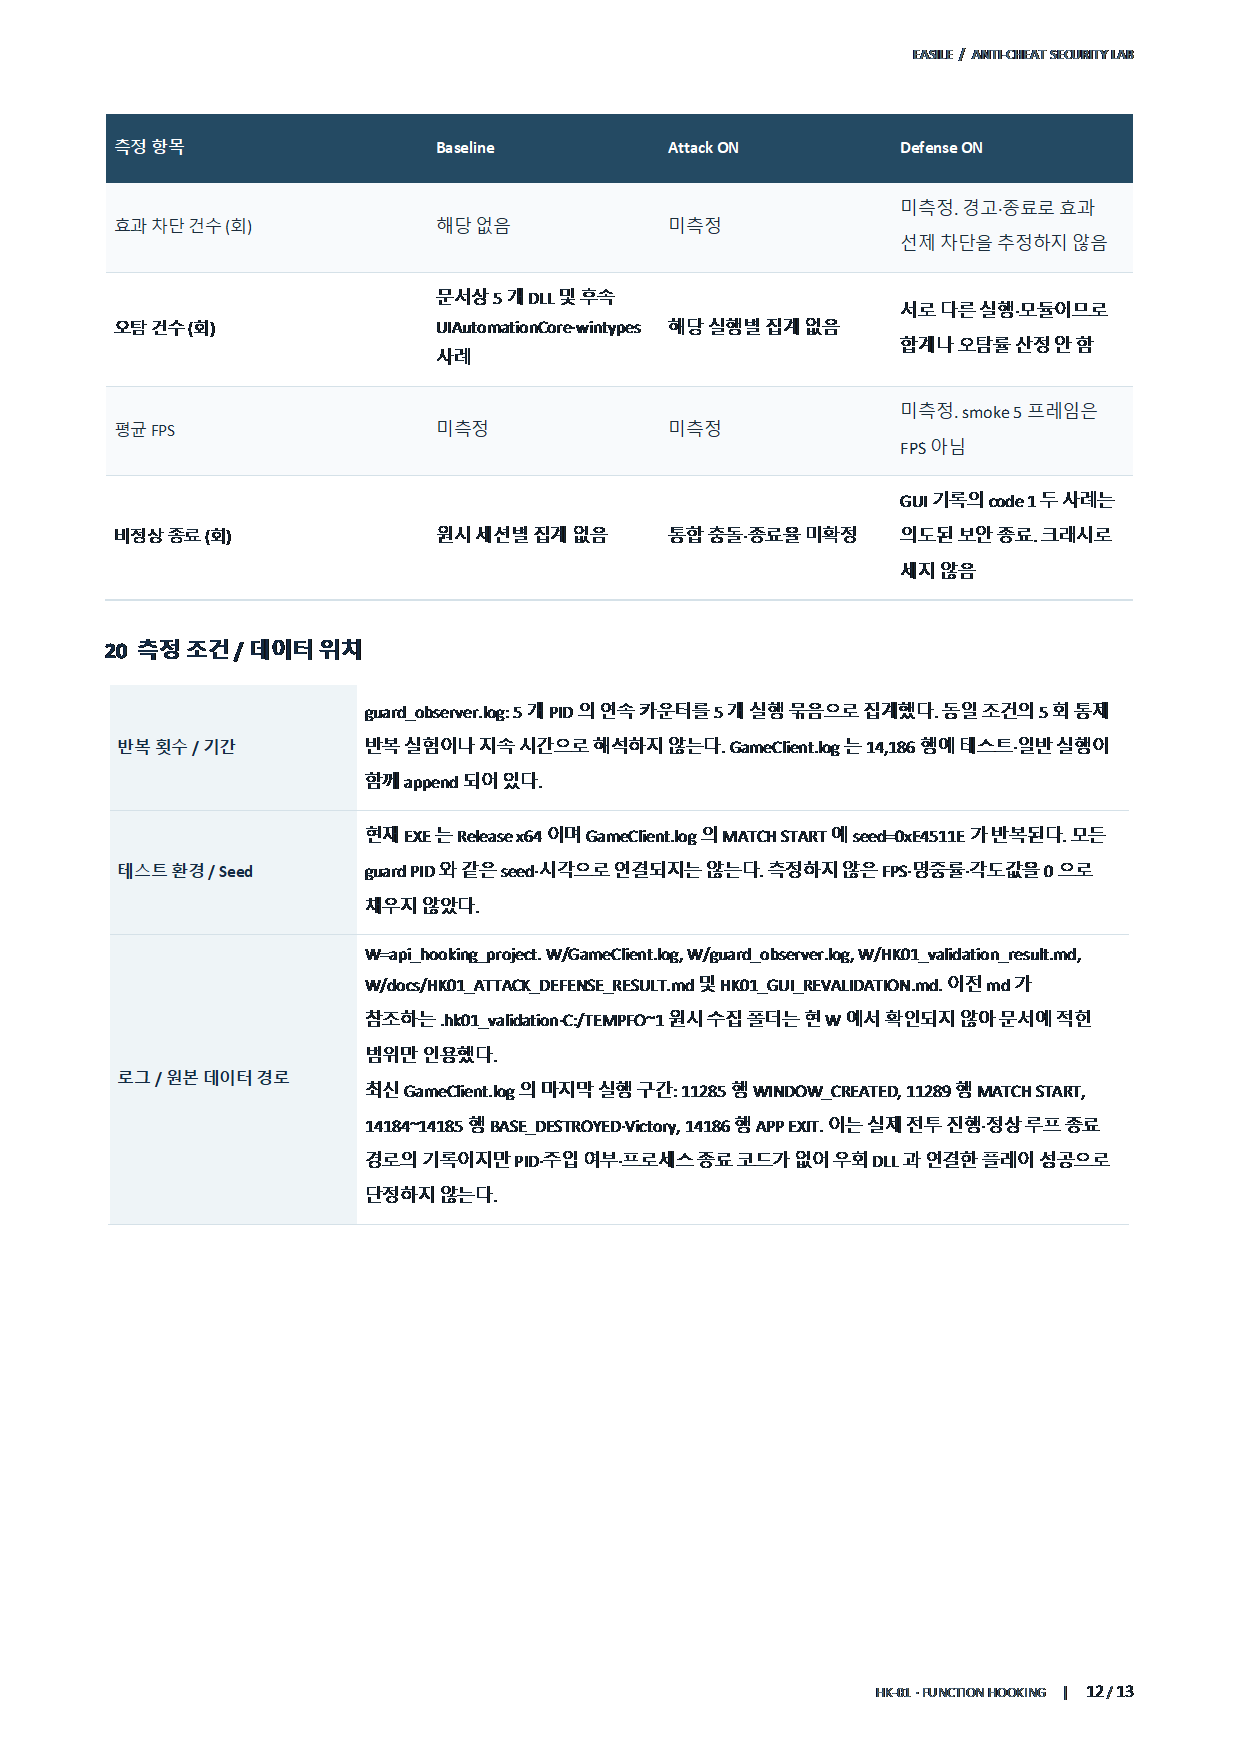 EASILE / ANTI-CHEAT SECURITY LAB
측정 항목 Baseline Attack ON Defense ON
효과 차단 건수 (회) 해당 없음 미측정 미측정. 경고·종료로 효과
선제 차단을 추정하지 않음
오탐 건수 (회) 문서상 5 개 DLL 및 후속
UIAutomationCore-wintypes
사례
해당 실행별 집계 없음
서로 다른 실행·모듈이므로
합계나 오탐률 산정 안 함
평균 FPS 미측정 미측정 미측정. smoke 5 프레임은
FPS 아님
비정상 종료 (회) 원시 세션별 집계 없음 통합 충돌·종료율 미확정
GUI 기록의 code 1 두 사례는
의도된 보안 종료. 크래시로
세지 않음
20 측정 조건 / 데이터 위치
반복 횟수 / 기간
guard_observer.log: 5 개 PID 의 연속 카운터를 5 개 실행 묶음으로 집계했다. 동일 조건의 5 회 통제
반복 실험이나 지속 시간으로 해석하지 않는다. GameClient.log 는 14,186 행에 테스트·일반 실행이
함께 append 되어 있다.
테스트 환경 / Seed
현재 EXE 는 Release x64 이며 GameClient.log 의 MATCH START 에 seed=0xE4511E 가 반복된다. 모든
guard PID 와 같은 seed·시각으로 연결되지는 않는다. 측정하지 않은 FPS·명중률·각도값을 0 으로
채우지 않았다.
로그 / 원본 데이터 경로
W=api_hooking_project. W/GameClient.log, W/guard_observer.log, W/HK01_validation_result.md,
W/docs/HK01_ATTACK_DEFENSE_RESULT.md 및 HK01_GUI_REVALIDATION.md. 이전 md 가
참조하는 .hk01_validation·C:/TEMPFO~1 원시 수집 폴더는 현 W 에서 확인되지 않아 문서에 적힌
범위만 인용했다.
최신 GameClient.log 의 마지막 실행 구간: 11285 행 WINDOW_CREATED, 11289 행 MATCH START,
14184~14185 행 BASE_DESTROYED·Victory, 14186 행 APP EXIT. 이는 실제 전투 진행·정상 루프 종료
경로의 기록이지만 PID·주입 여부·프로세스 종료 코드가 없어 우회 DLL 과 연결한 플레이 성공으로
단정하지 않는다.
HK-01 · FUNCTION HOOKING | 12 / 13